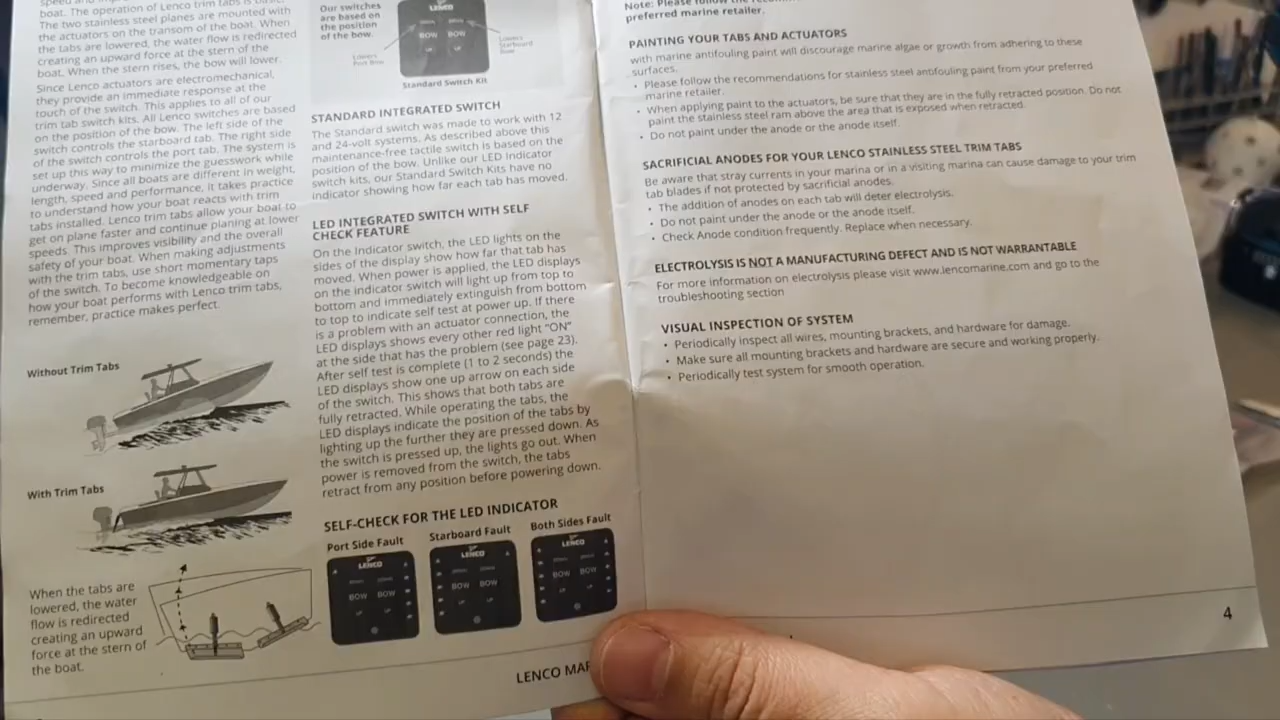 speed and
boat. The operation of Lenco trim tabs is basic.
The two stainless steel planes are mounted with
the actuators on the transom of the boat. When
the tabs are lowered, the water flow is redirected
creating an upward force at the stern of the
boat. When the stern rises, the bow will lower.
Since Lenco actuators are electromechanical,
they provide an immediate response at the
touch of the switch. This applies to all of our
trim tab switch kits. All Lenco switches are based
on the position of the bow. The left side of the
switch controls the starboard tab. The right side
of the switch controls the port tab. The system is
set up this way to minimize the guesswork while
underway. Since all boats are different in weight,
length, speed and performance, it takes practice
to understand how your boat reacts with trim
tabs installed. Lenco trim tabs allow your boat to
get on plane faster and continue planing at lower
speeds. This improves visibility and the overall
safety of your boat. When making adjustments
with the trim tabs, use short momentary taps
of the switch. To become knowledgeable on
how your boat performs with Lenco trim tabs,
remember, practice makes perfect.
Without Trim Tabs
With Trim Tabs
When the tabs are
lowered, the water
flow is redirected
creating an upward
force at the stern of
the boat.
Our switches
are based on
the position
of the bow.
LENCO
BOW BOW
UP UP
Lowers
Port Bow
Lowers
Starboard
Bow
Standard Switch Kit
STANDARD INTEGRATED SWITCH
The Standard switch was made to work with 12
and 24-volt systems. As described above this
maintenance-free tactile switch is based on the
position of the bow. Unlike our LED Indicator
switch kits, our Standard Switch Kits have no
indicator showing how far each tab has moved.
LED INTEGRATED SWITCH WITH SELF
CHECK FEATURE
On the Indicator switch, the LED lights on the
sides of the display show how far that tab has
moved. When power is applied, the LED displays
on the indicator switch will light up from top to
bottom and immediately extinguish from bottom
to top to indicate self test at power up. If there
is a problem with an actuator connection, the
LED displays shows every other red light "ON"
at the side that has the problem (see page 23).
After self test is complete (1 to 2 seconds) the
LED displays show one up arrow on each side
of the switch. This shows that both tabs are
fully retracted. While operating the tabs, the
LED displays indicate the position of the tabs by
lighting up the further they are pressed down. As
the switch is pressed up, the lights go out. When
power is removed from the switch, the tabs
retract from any position before powering down.
SELF-CHECK FOR THE LED INDICATOR
Port Side Fault
Starboard Fault
Both Sides Fault
LENCO
BOW BOW
UP UP
LENCO
BOW BOW
UP UP
LENCO
BOW BOW
UP UP
LENCO MAR
Note: Please follow the
preferred marine retailer.
PAINTING YOUR TABS AND ACTUATORS
with marine antifouling paint will discourage marine algae or growth from adhering to these
surfaces.
• Please follow the recommendations for stainless steel antifouling paint from your preferred
marine retailer.
• When applying paint to the actuators, be sure that they are in the fully retracted position. Do not
paint the stainless steel ram above the area that is exposed when retracted.
• Do not paint under the anode or the anode itself.
SACRIFICIAL ANODES FOR YOUR LENCO STAINLESS STEEL TRIM TABS
Be aware that stray currents in your marina or in a visiting marina can cause damage to your trim
tab blades if not protected by sacrificial anodes.
• The addition of anodes on each tab will deter electrolysis.
• Do not paint under the anode or the anode itself.
• Check Anode condition frequently. Replace when necessary.
ELECTROLYSIS IS NOT A MANUFACTURING DEFECT AND IS NOT WARRANTABLE
For more information on electrolysis please visit www.lencomarine.com and go to the
troubleshooting section
VISUAL INSPECTION OF SYSTEM
• Periodically inspect all wires, mounting brackets, and hardware for damage.
• Make sure all mounting brackets and hardware are secure and working properly.
• Periodically test system for smooth operation.
4